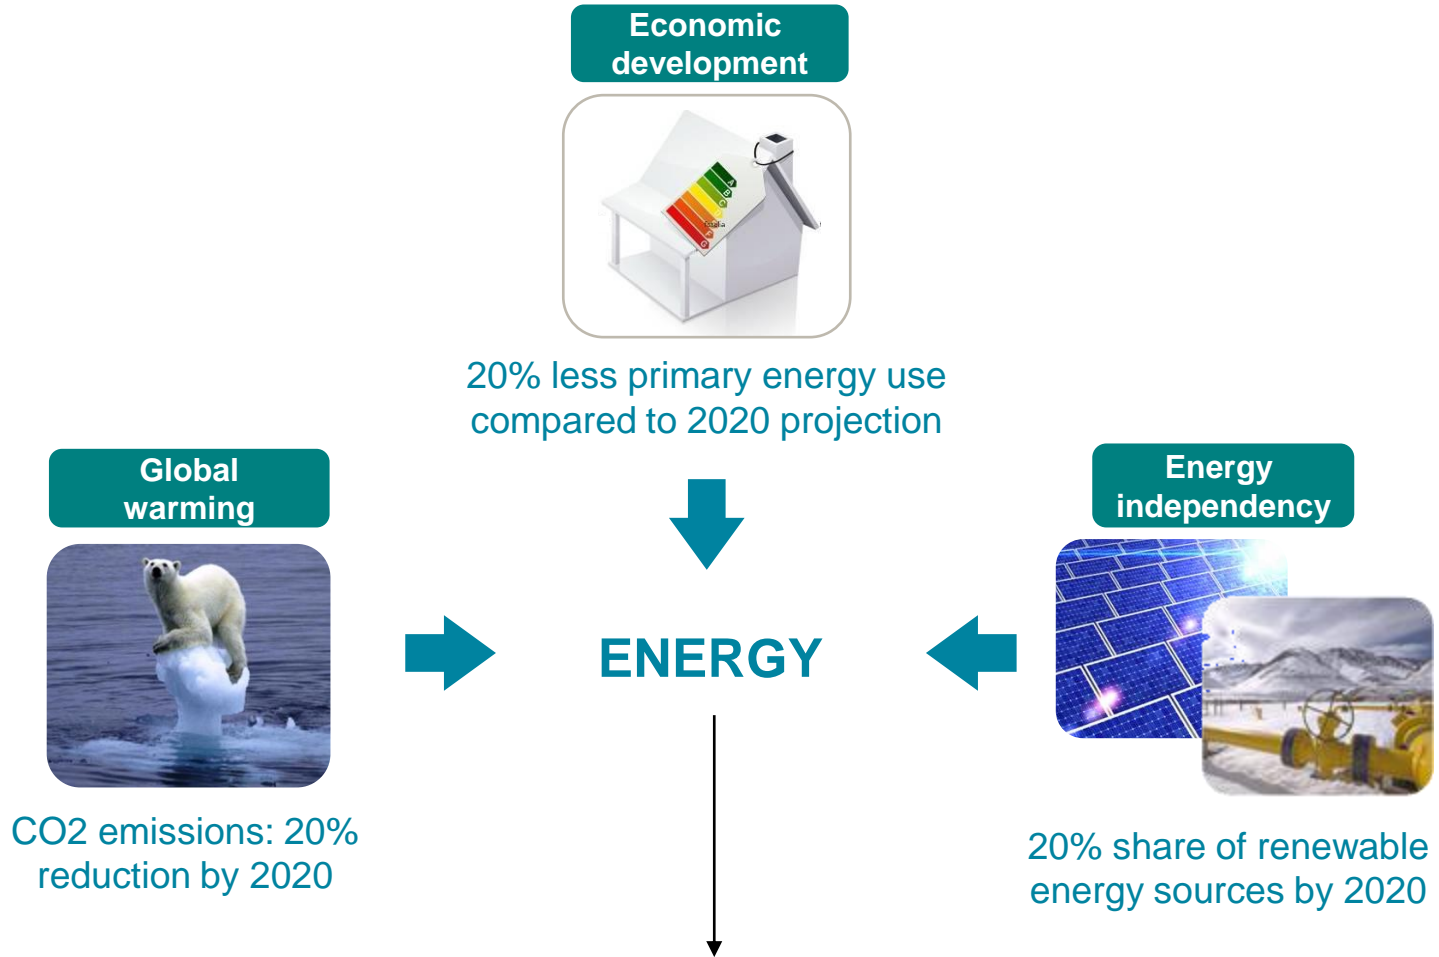 Economic
development
A
B
C
F
G
20% less primary energy use
compared to 2020 projection
Global
warming
Energy
independency
ENERGY
CO2 emissions: 20%
reduction by 2020
20% share of renewable
energy sources by 2020